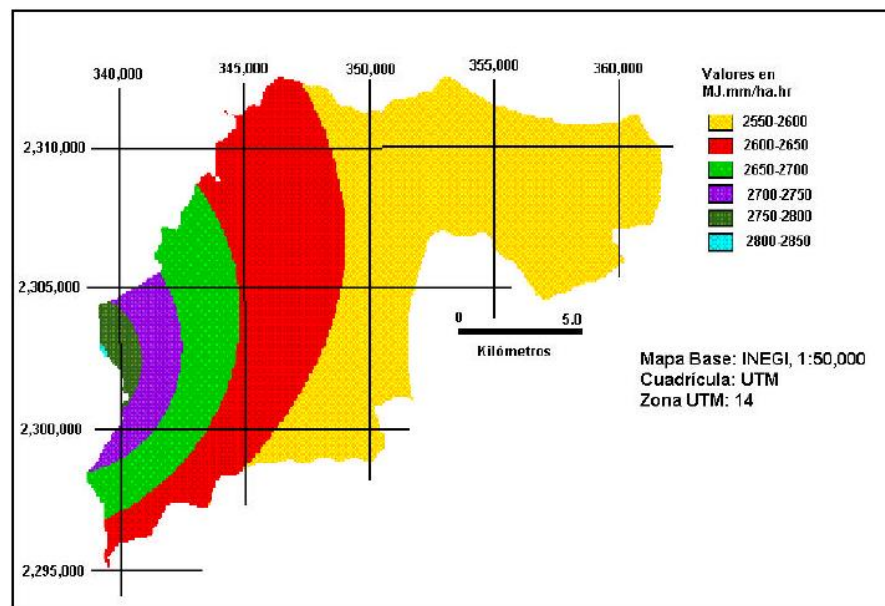 340,000
345,000
350,000
355,000
360,000
2,310,000
2,305,000
2,300,000
2,295,000
Valores en
MJ.mm/ha.hr
2550-2600
2600-2650
2650-2700
2700-2750
2750-2800
2800-2850
0 5.0
Kilómetros
Mapa Base: INEGI, 1:50,000
Cuadrícula: UTM
Zona UTM: 14